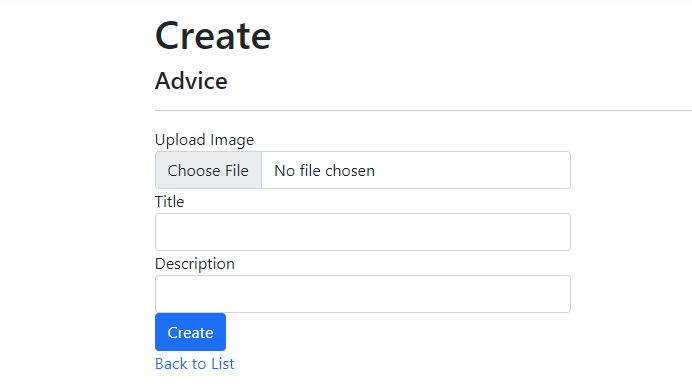 Create
Advice
Upload Image
Choose File No file chosen
Title
Description
Create
Back to List